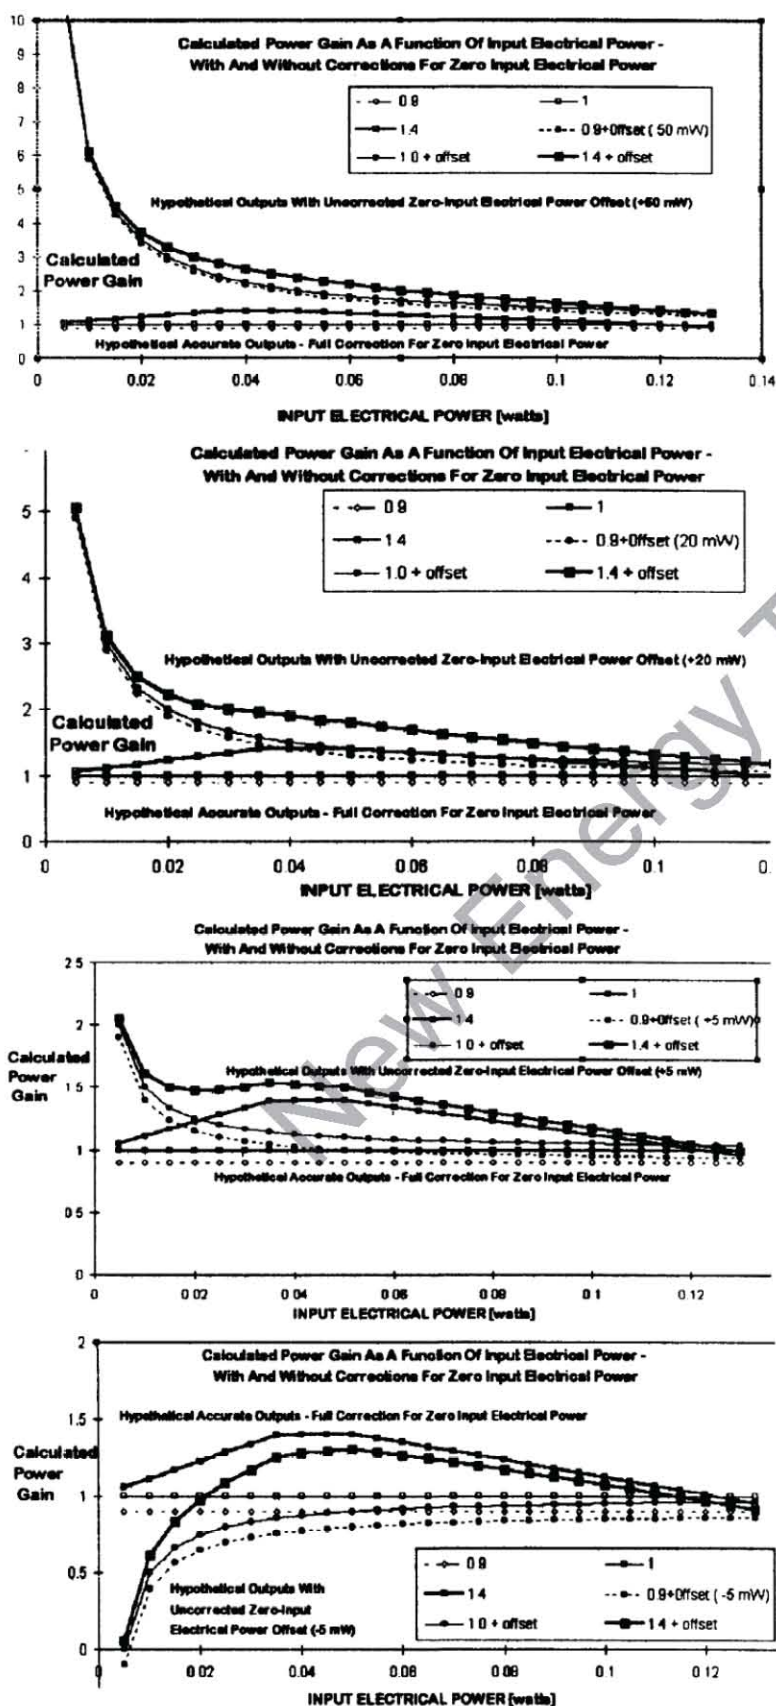 Calculated Power Gain As A Function Of Input Electrical Power -
With And Without Corrections For Zero Input Electrical Power
0.9 1
1.4 0.9+Offset ( 50 mW)
1.0 + offset 1.4 + offset
Hypothetical Outputs With Uncorrected Zero-Input Electrical Power Offset (+50 mW)
10
9
8
7
6
5
4
3
2
1
0
Calculated
Power Gain
Hypothetical Accurate Outputs - Full Correction For Zero Input Electrical Power
0 0.02 0.04 0.06 0.08 0.1 0.12 0.14
INPUT ELECTRICAL POWER [watts]
Calculated Power Gain As A Function Of Input Electrical Power -
With And Without Corrections For Zero Input Electrical Power
0.9 1
1.4 0.9+Offset (20 mW)
1.0 + offset 1.4 + offset
Hypothetical Outputs With Uncorrected Zero-Input Electrical Power Offset (+20 mW)
5
4
3
2
1
0
Calculated
Power Gain
Hypothetical Accurate Outputs - Full Correction For Zero Input Electrical Power
0 0.02 0.04 0.06 0.08 0.1 0.
INPUT ELECTRICAL POWER [watts]
Calculated Power Gain As A Function Of Input Electrical Power -
With And Without Corrections For Zero Input Electrical Power
0.9 1
1.4 0.9+Offset ( +5 mW)
1.0 + offset 1.4 + offset
Hypothetical Outputs With Uncorrected Zero-Input Electrical Power Offset (+5 mW)
2.5
2
1.5
1
0.5
0
Calculated
Power
Gain
Hypothetical Accurate Outputs - Full Correction For Zero Input Electrical Power
0 0.02 0.04 0.06 0.08 0.1 0.12
INPUT ELECTRICAL POWER [watts]
Calculated Power Gain As A Function Of Input Electrical Power -
With And Without Corrections For Zero Input Electrical Power
Hypothetical Accurate Outputs - Full Correction For Zero Input Electrical Power
2
1.5
1
0.5
0
Calculated
Power
Gain
0.9 1
1.4 0.9+Offset ( -5 mW)
1.0 + offset 1.4 + offset
Hypothetical Outputs With
Uncorrected Zero-Input
Electrical Power Offset (-5 mW)
0 0.02 0.04 0.06 0.08 0.1 0.12
INPUT ELECTRICAL POWER [watts]
New Energy T